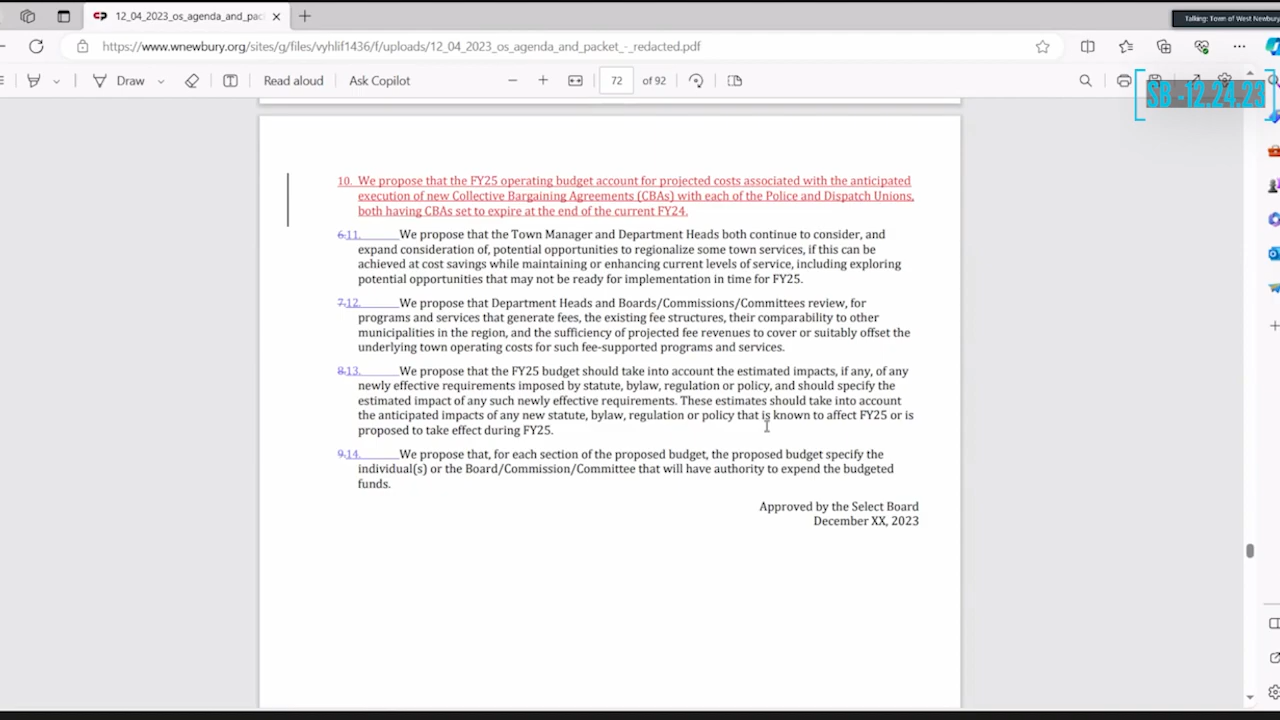 12_04_2023_os_agenda_and_pac
Talking: Town of West Newbury
https://www.wnewbury.org/sites/g/files/vyhlif1436/f/uploads/12_04_2023_os_agenda_and_packet_-_redacted.pdf
Draw
Read aloud
Ask Copilot
72 of 92
SB -12.24.23
10. We propose that the FY25 operating budget account for projected costs associated with the anticipated
execution of new Collective Bargaining Agreements (CBAs) with each of the Police and Dispatch Unions,
both having CBAs set to expire at the end of the current FY24.
6.11. We propose that the Town Manager and Department Heads both continue to consider, and
expand consideration of, potential opportunities to regionalize some town services, if this can be
achieved at cost savings while maintaining or enhancing current levels of service, including exploring
potential opportunities that may not be ready for implementation in time for FY25.
7.12. We propose that Department Heads and Boards/Commissions/Committees review, for
programs and services that generate fees, the existing fee structures, their comparability to other
municipalities in the region, and the sufficiency of projected fee revenues to cover or suitably offset the
underlying town operating costs for such fee-supported programs and services.
8.13. We propose that the FY25 budget should take into account the estimated impacts, if any, of any
newly effective requirements imposed by statute, bylaw, regulation or policy, and should specify the
estimated impact of any such newly effective requirements. These estimates should take into account
the anticipated impacts of any new statute, bylaw, regulation or policy that is known to affect FY25 or is
proposed to take effect during FY25.
9.14. We propose that, for each section of the proposed budget, the proposed budget specify the
individual(s) or the Board/Commission/Committee that will have authority to expend the budgeted
funds.
Approved by the Select Board
December XX, 2023